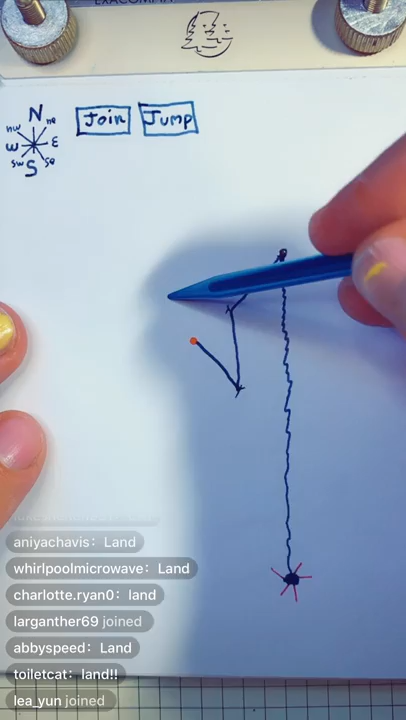 N
nw ne
W E
sw se
S
Join Jump
aniyachavis: Land
whirlpoolmicrowave: Land
charlotte.ryan0: land
larganther69 joined
abbyspeed: Land
toiletcat: land!!
lea_yun joined